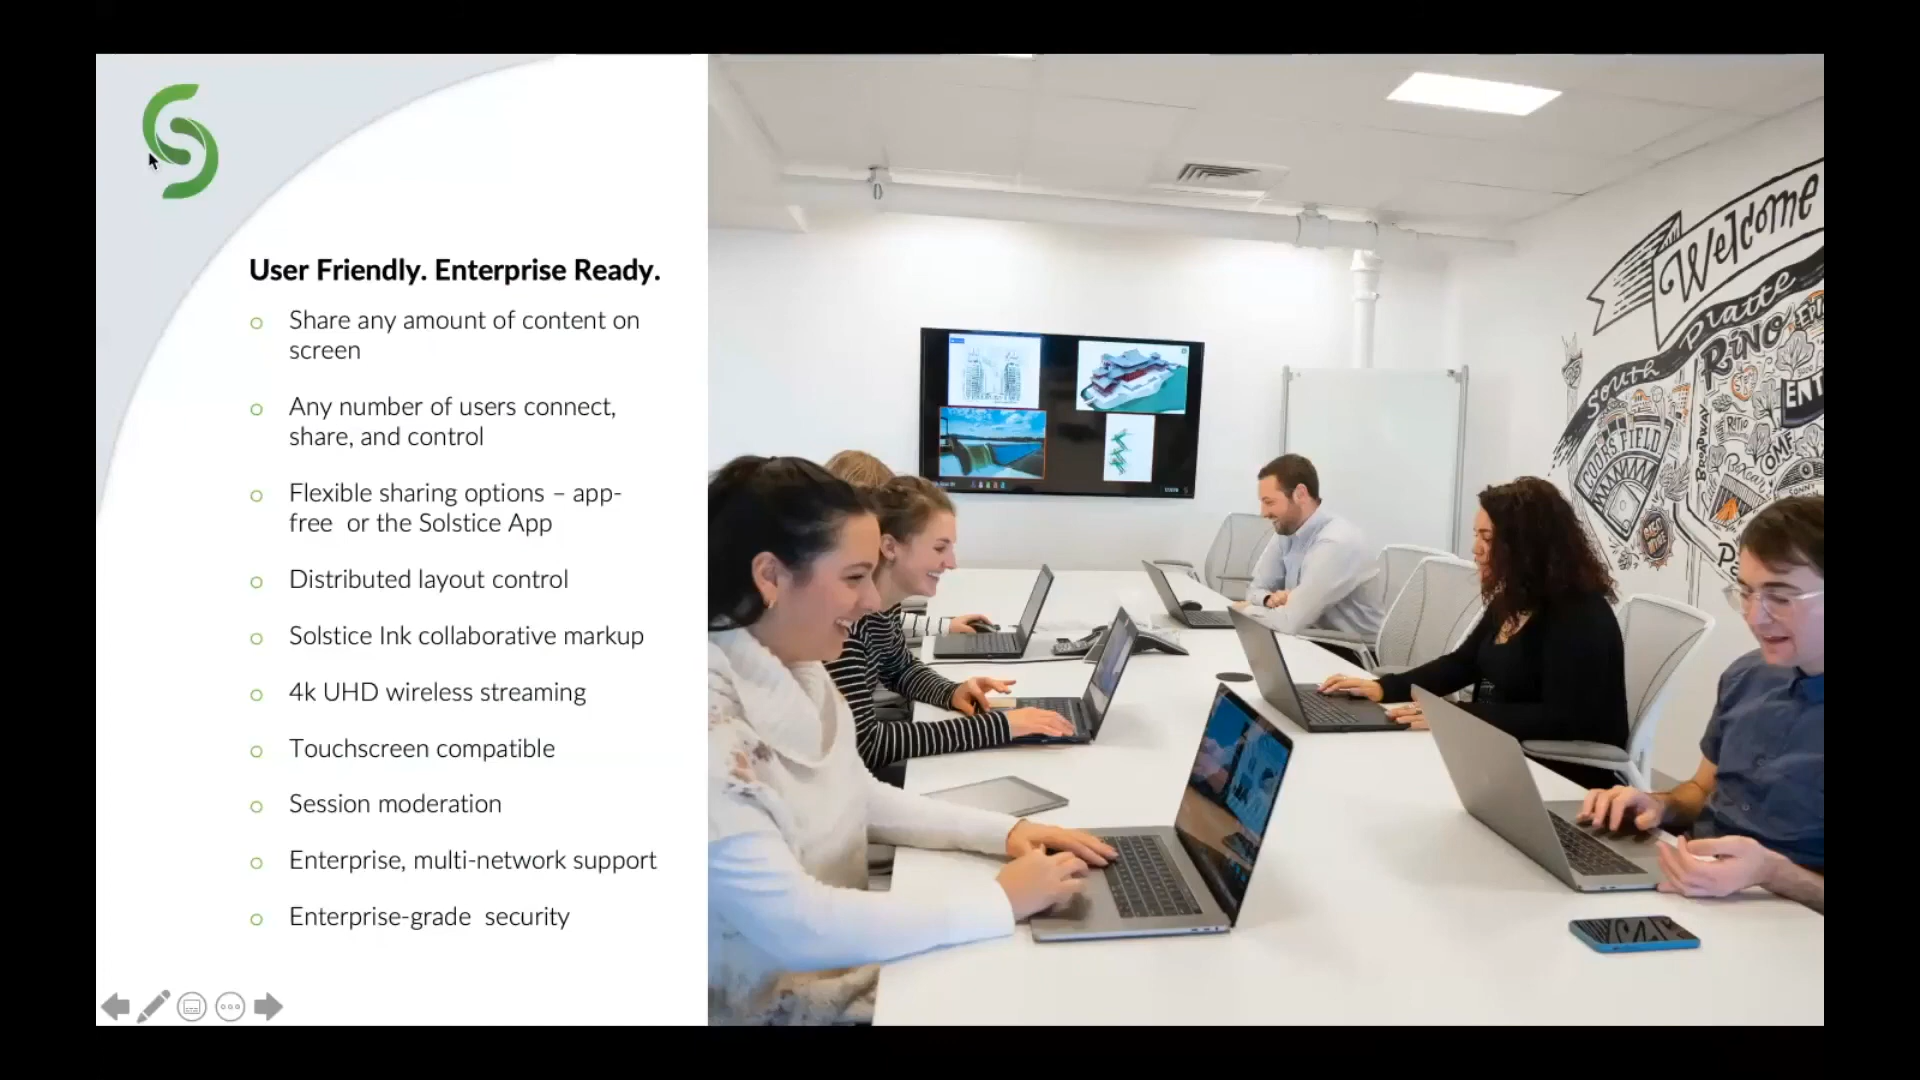 User Friendly. Enterprise Ready.
Share any amount of content on
screen
Any number of users connect,
share, and control
Flexible sharing options – app-
free or the Solstice App
Distributed layout control
Solstice Ink collaborative markup
4k UHD wireless streaming
Touchscreen compatible
Session moderation
Enterprise, multi-network support
Enterprise-grade security
Welcome
South Platte
RiNO
COORS FIELD
BROADWAY
RATIO